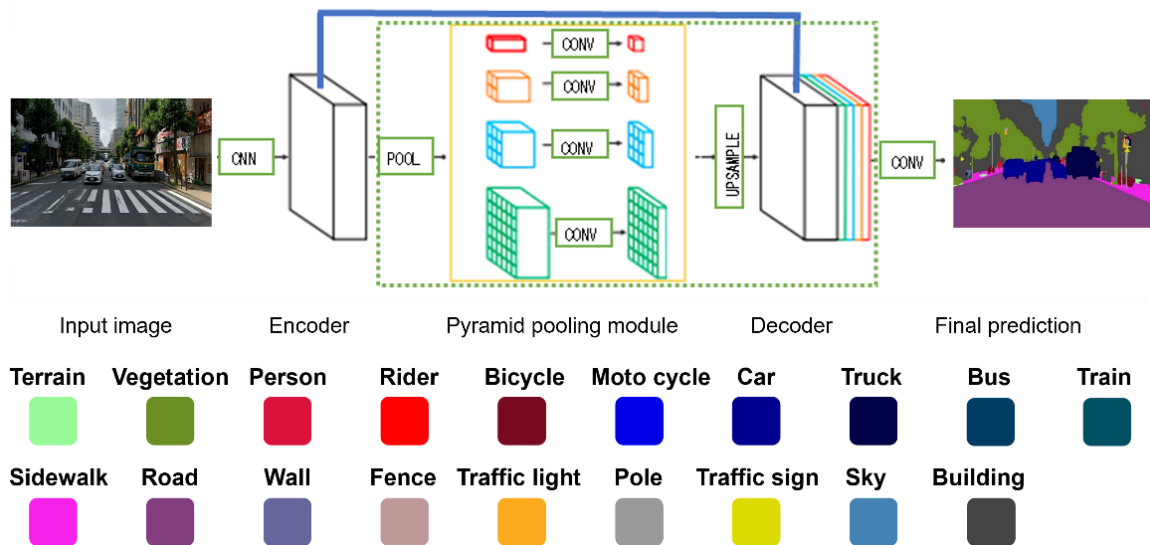 CONV
CONV
CONV
CONV
CNN
POOL
UPSAMPLE
CONV
Input image Encoder Pyramid pooling module Decoder Final prediction
Terrain Vegetation Person Rider Bicycle Moto cycle Car Truck Bus Train
Sidewalk Road Wall Fence Traffic light Pole Traffic sign Sky Building